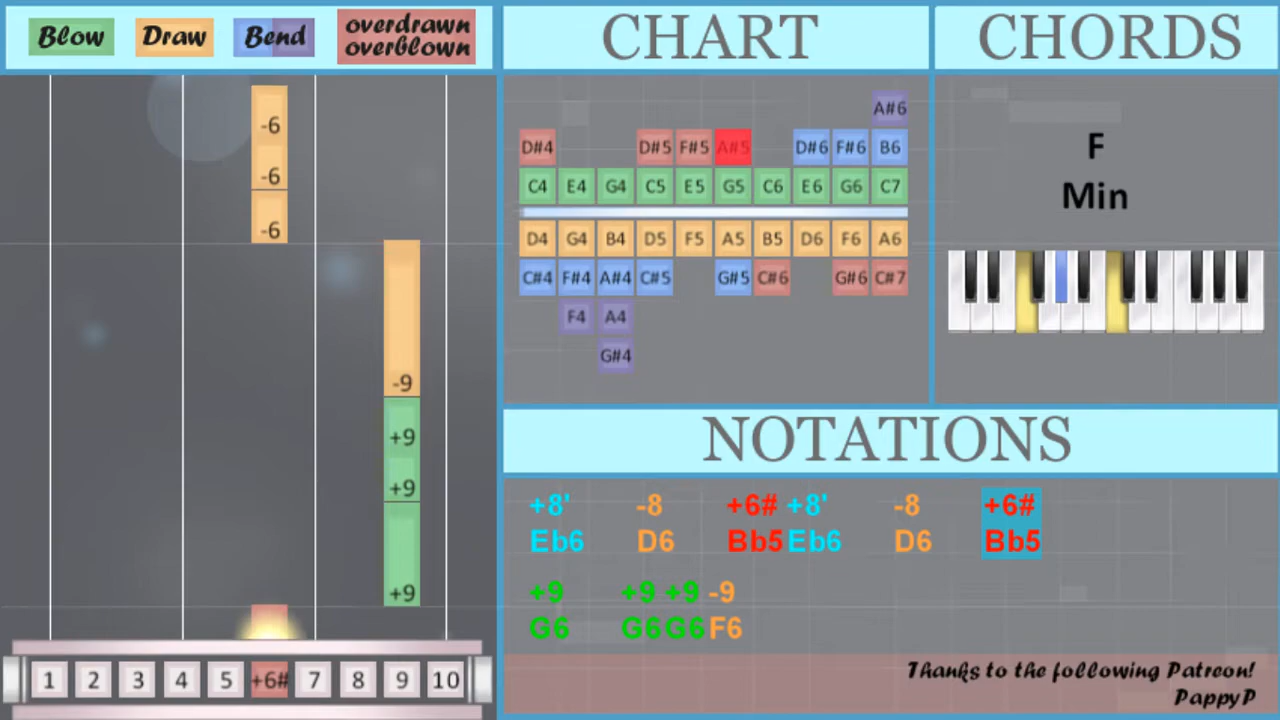 Blow Draw Bend overdrawn
overblown
CHART
CHORDS
-6
-6
-6
-9
+9
+9
+9
1 2 3 4 5 +6# 7 8 9 10
A#6
D#4 D#5 F#5 A#5 D#6 F#6 B6
C4 E4 G4 C5 E5 G5 C6 E6 G6 C7
D4 G4 B4 D5 F5 A5 B5 D6 F6 A6
C#4 F#4 A#4 C#5 G#5 C#6 G#6 C#7
F4 A4
G#4
F
Min
NOTATIONS
+8' -8 +6# +8' -8 +6#
Eb6 D6 Bb5 Eb6 D6 Bb5
+9 +9 +9 -9
G6 G6 G6 F6
Thanks to the following Patreon!
PappyP